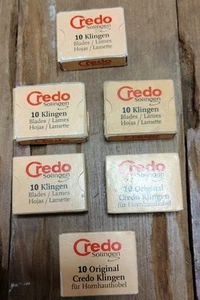 Credo
Solingen
10 Klingen
Blades / Lames
Hojas / Lamette
Credo
Solingen
10 Klingen
Blades / Lames
Hojas / Lamette
Credo
Solingen
10 Klingen
Blades / Lames
Hojas / Lamette
Credo
Solingen
10 Klingen
Blades / Lames
Hojas / Lamette
Credo
Solingen
10 Original
Credo Klingen
für Hornhauthobel
Credo
Solingen
10 Original
Credo Klingen
für Hornhauthobel